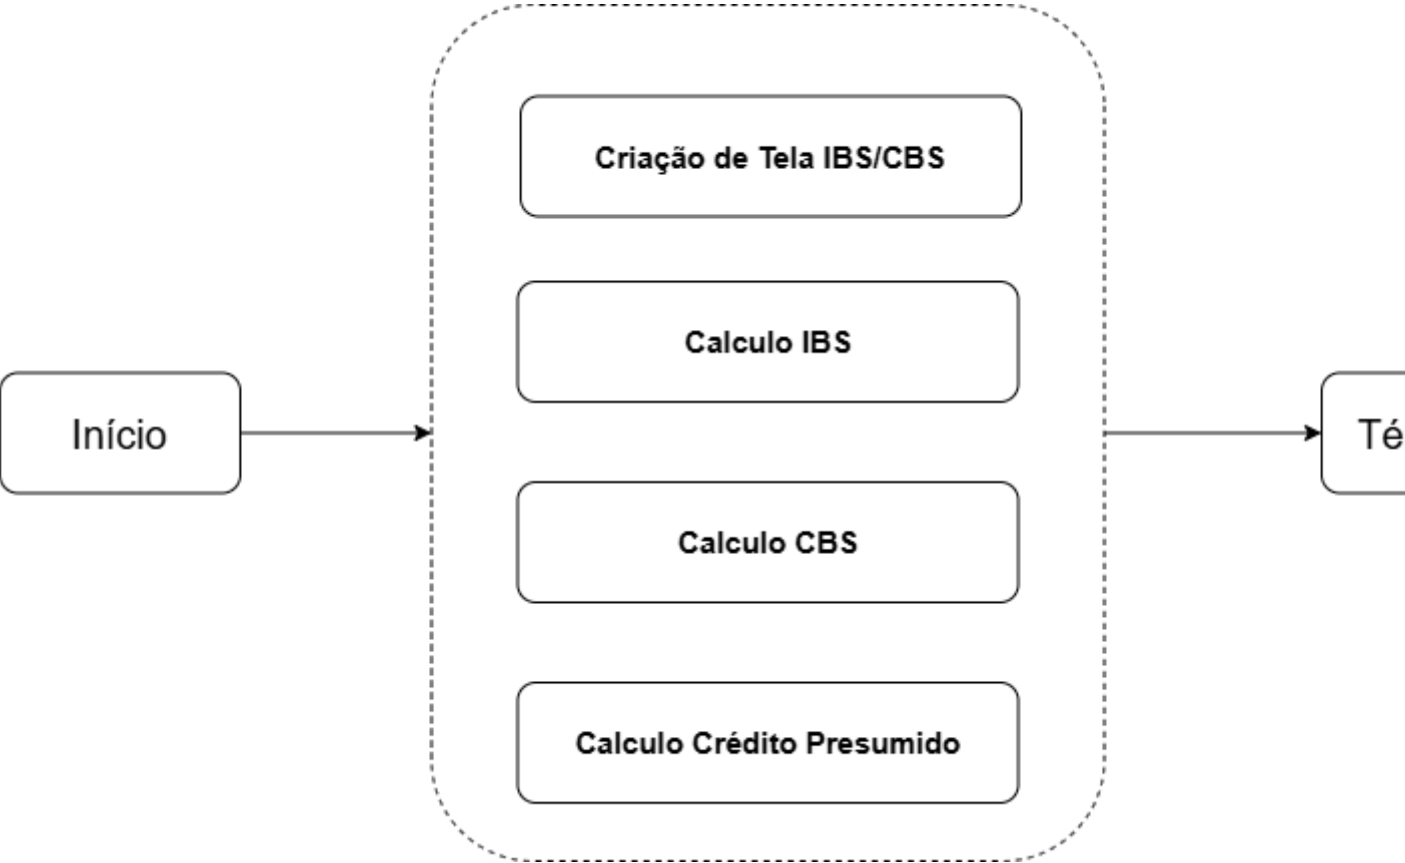 Criação de Tela IBS/CBS
Calculo IBS
Início
Té
Calculo CBS
Calculo Crédito Presumido